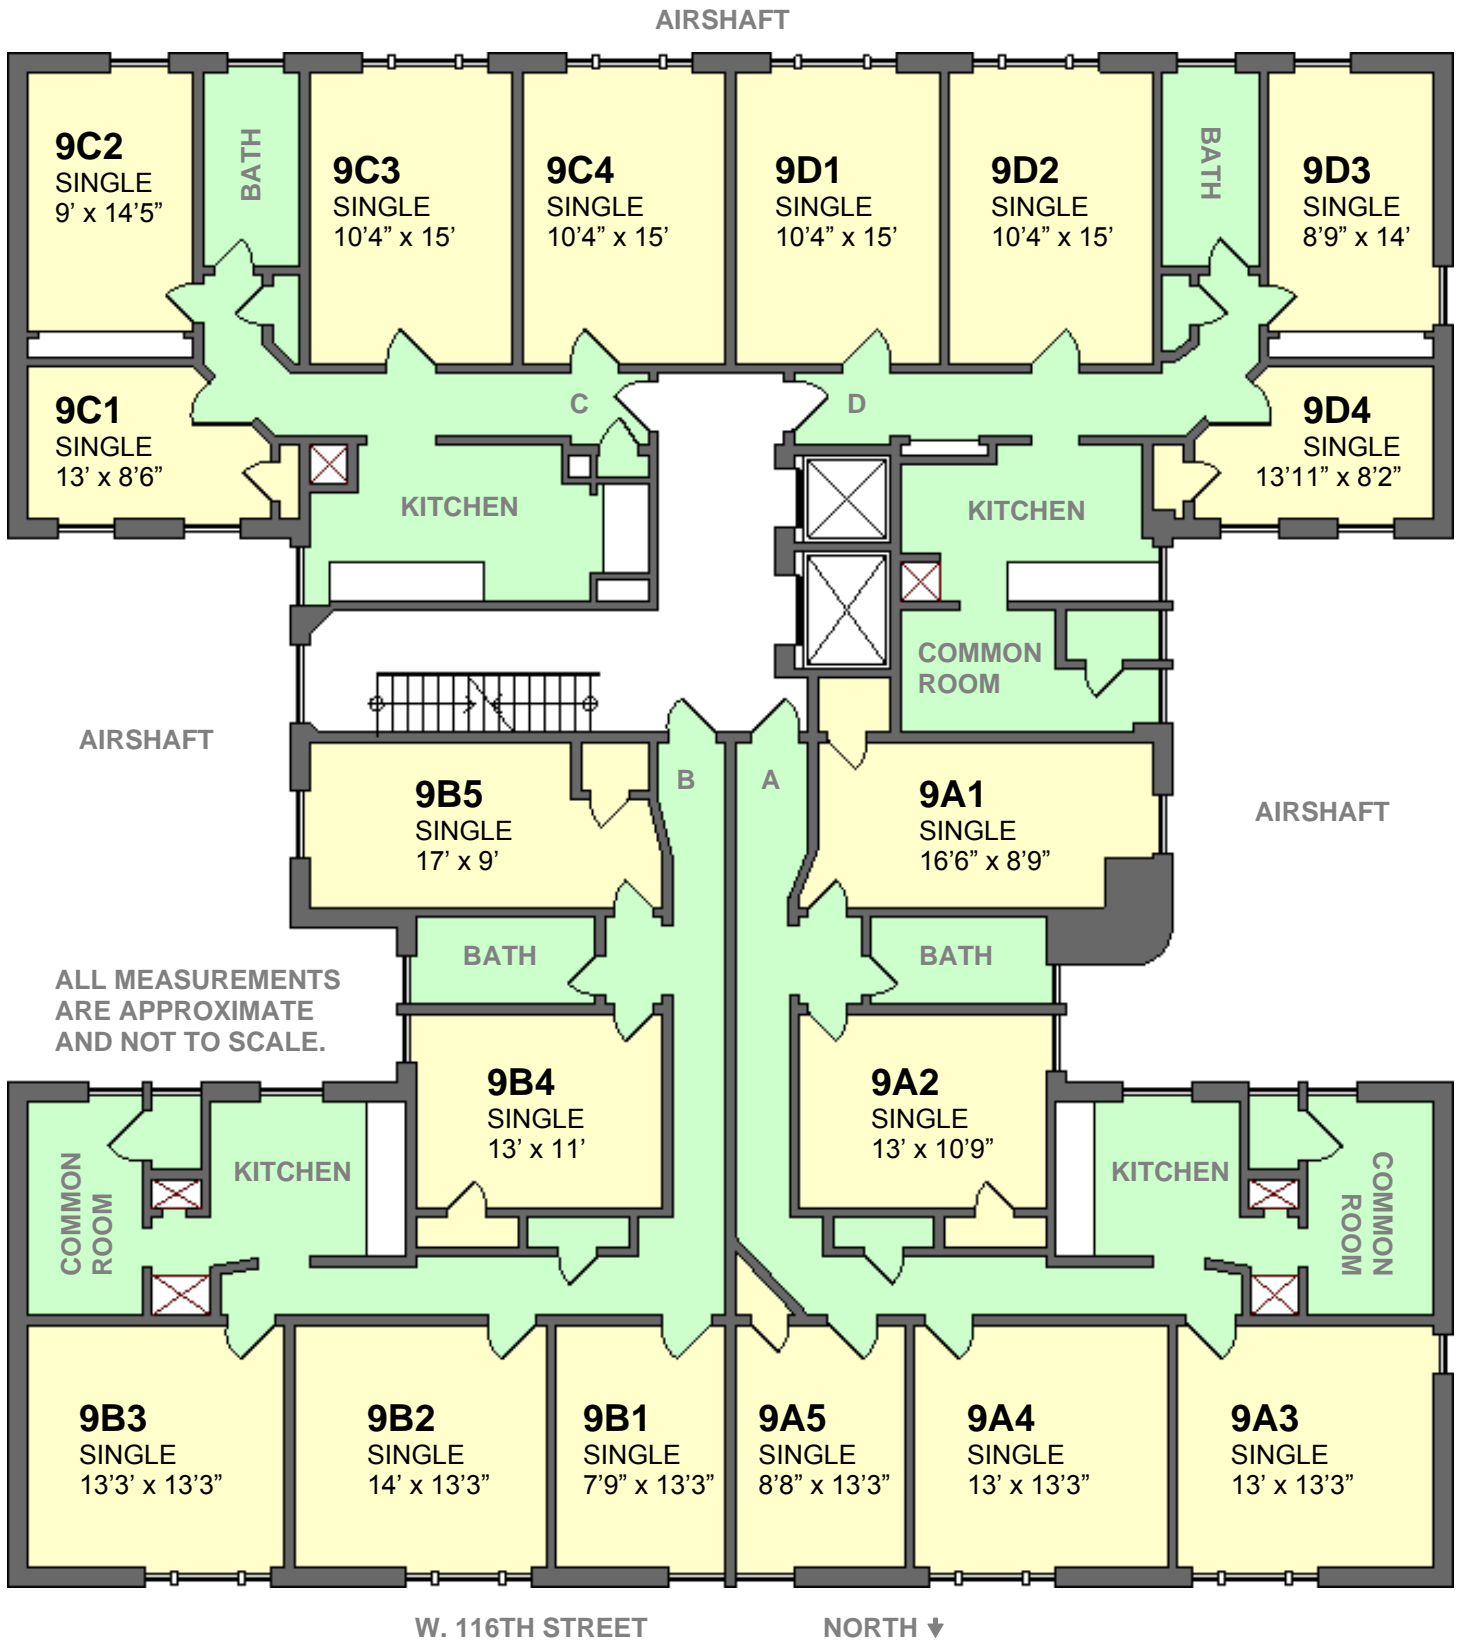 AIRSHAFT
9C2
SINGLE
9’ x 14’5”
BATH
9C3
SINGLE
10’4” x 15’
9C4
SINGLE
10’4” x 15’
9D1
SINGLE
10’4” x 15’
9D2
SINGLE
10’4” x 15’
BATH
9D3
SINGLE
8’9” x 14’
9C1
SINGLE
13’ x 8’6”
C
D
9D4
SINGLE
13’11” x 8’2”
KITCHEN
KITCHEN
COMMON
ROOM
AIRSHAFT
B
A
9B5
SINGLE
17’ x 9’
9A1
SINGLE
16’6” x 8’9”
AIRSHAFT
BATH
BATH
ALL MEASUREMENTS
ARE APPROXIMATE
AND NOT TO SCALE.
9B4
SINGLE
13’ x 11’
9A2
SINGLE
13’ x 10’9”
COMMON
ROOM
KITCHEN
KITCHEN
COMMON
ROOM
9B3
SINGLE
13’3’ x 13’3”
9B2
SINGLE
14’ x 13’3”
9B1
SINGLE
7’9” x 13’3”
9A5
SINGLE
8’8” x 13’3”
9A4
SINGLE
13’ x 13’3”
9A3
SINGLE
13’ x 13’3”
W. 116TH STREET
NORTH